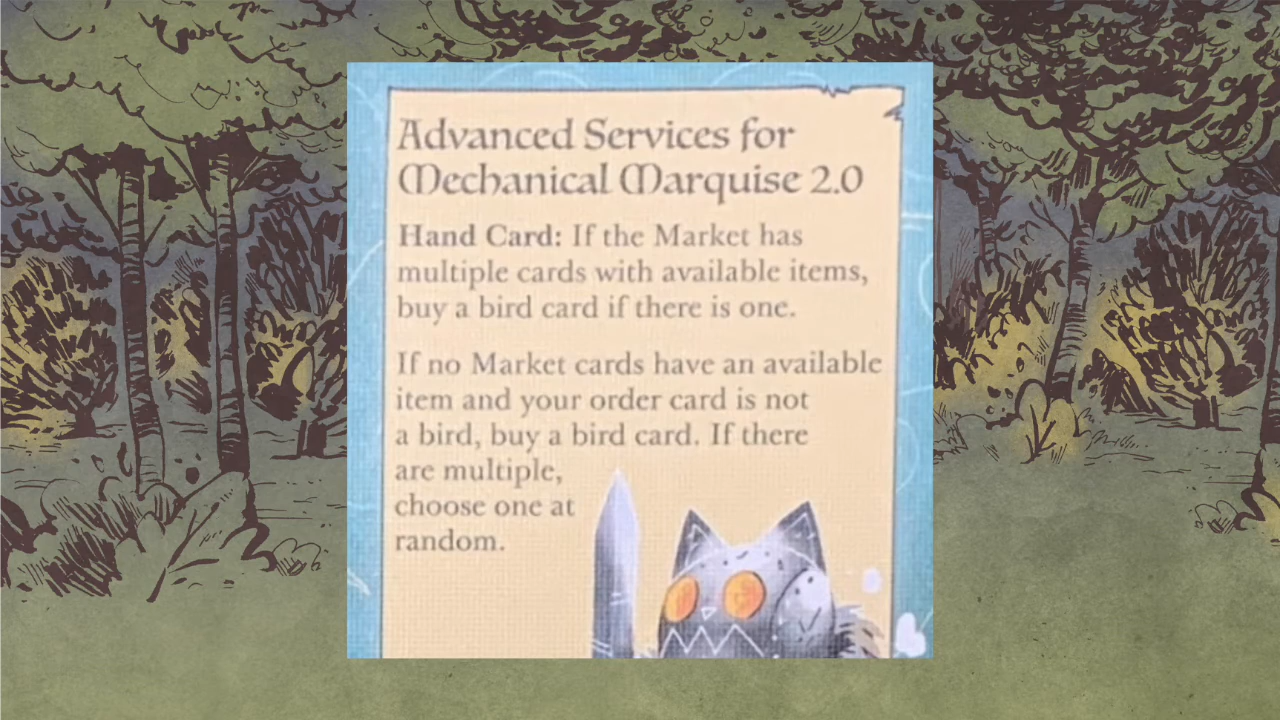 Advanced Services for
Mechanical Marquise 2.0
Hand Card: If the Market has
multiple cards with available items,
buy a bird card if there is one.
If no Market cards have an available
item and your order card is not
a bird, buy a bird card. If there
are multiple,
choose one at
random.